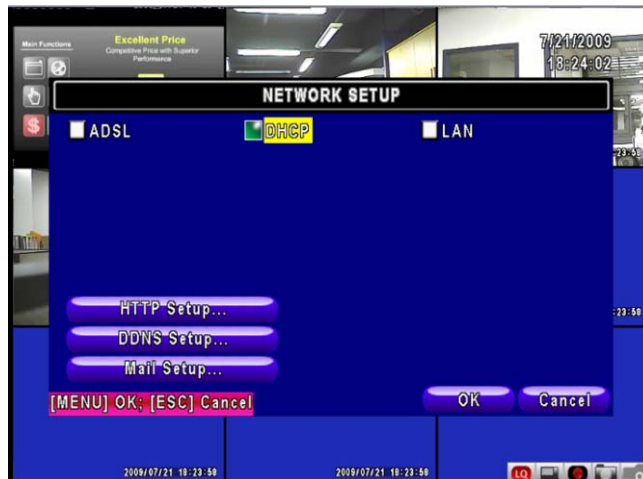 Main Functions
Excellent Price
Competitive Price with Superior
Performance
7/21/2009
18:24:02
NETWORK SETUP
ADSL
DHCP
LAN
HTTP Setup...
DDNS Setup...
Mail Setup...
[MENU] OK; [ESC] Cancel
OK
Cancel
2009/07/21 18:23:58
2009/07/21 18:23:58
LQ